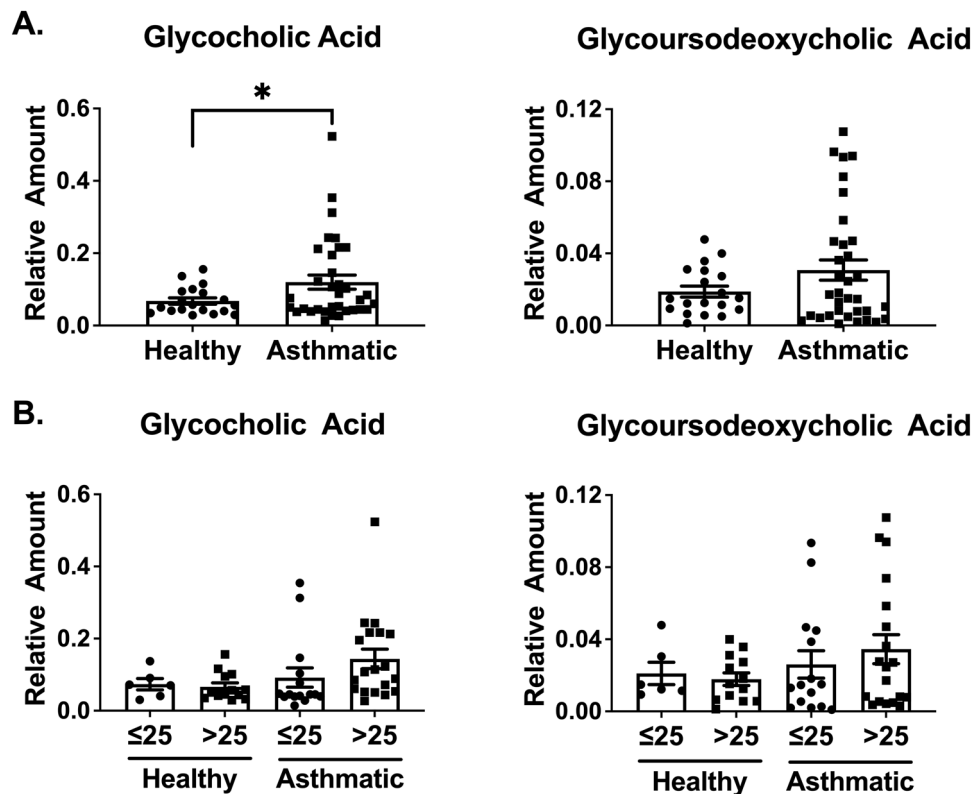 A.
Glycocholic Acid
*
Relative Amount
0.6
0.4
0.2
0.0
Healthy Asthmatic
Glycoursodeoxycholic Acid
Relative Amount
0.12
0.08
0.04
0.00
Healthy Asthmatic
B.
Glycocholic Acid
Relative Amount
0.6
0.4
0.2
0.0
≤25 >25 ≤25 >25
Healthy Asthmatic
Glycoursodeoxycholic Acid
Relative Amount
0.12
0.08
0.04
0.00
≤25 >25 ≤25 >25
Healthy Asthmatic